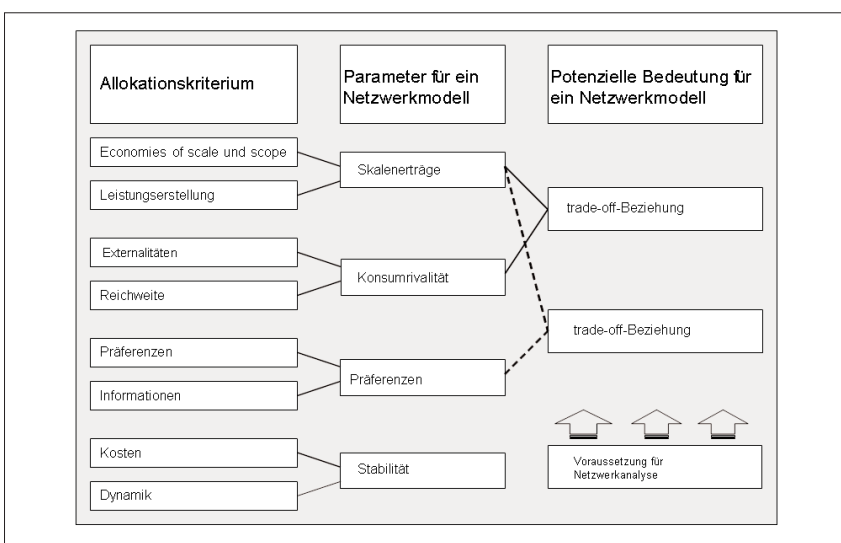 Allokationskriterium
Parameter für ein
Netzwerkmodell
Potenzielle Bedeutung für
ein Netzwerkmodell
Economies of scale und scope
Leistungserstellung
Skalenerträge
trade-off-Beziehung
Externalitäten
Reichweite
Konsumrivalität
Präferenzen
Informationen
Präferenzen
trade-off-Beziehung
Kosten
Dynamik
Stabilität
Voraussetzung für
Netzwerkanalyse